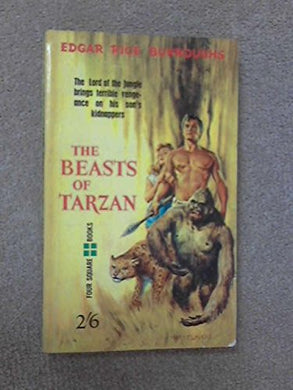 EDGAR RICE BURROUGHS
The Lord of the Jungle
brings terrible venge-
ance on his son's
kidnappers
THE
BEASTS
OF
TARZAN
FOUR SQUARE BOOKS
2/6